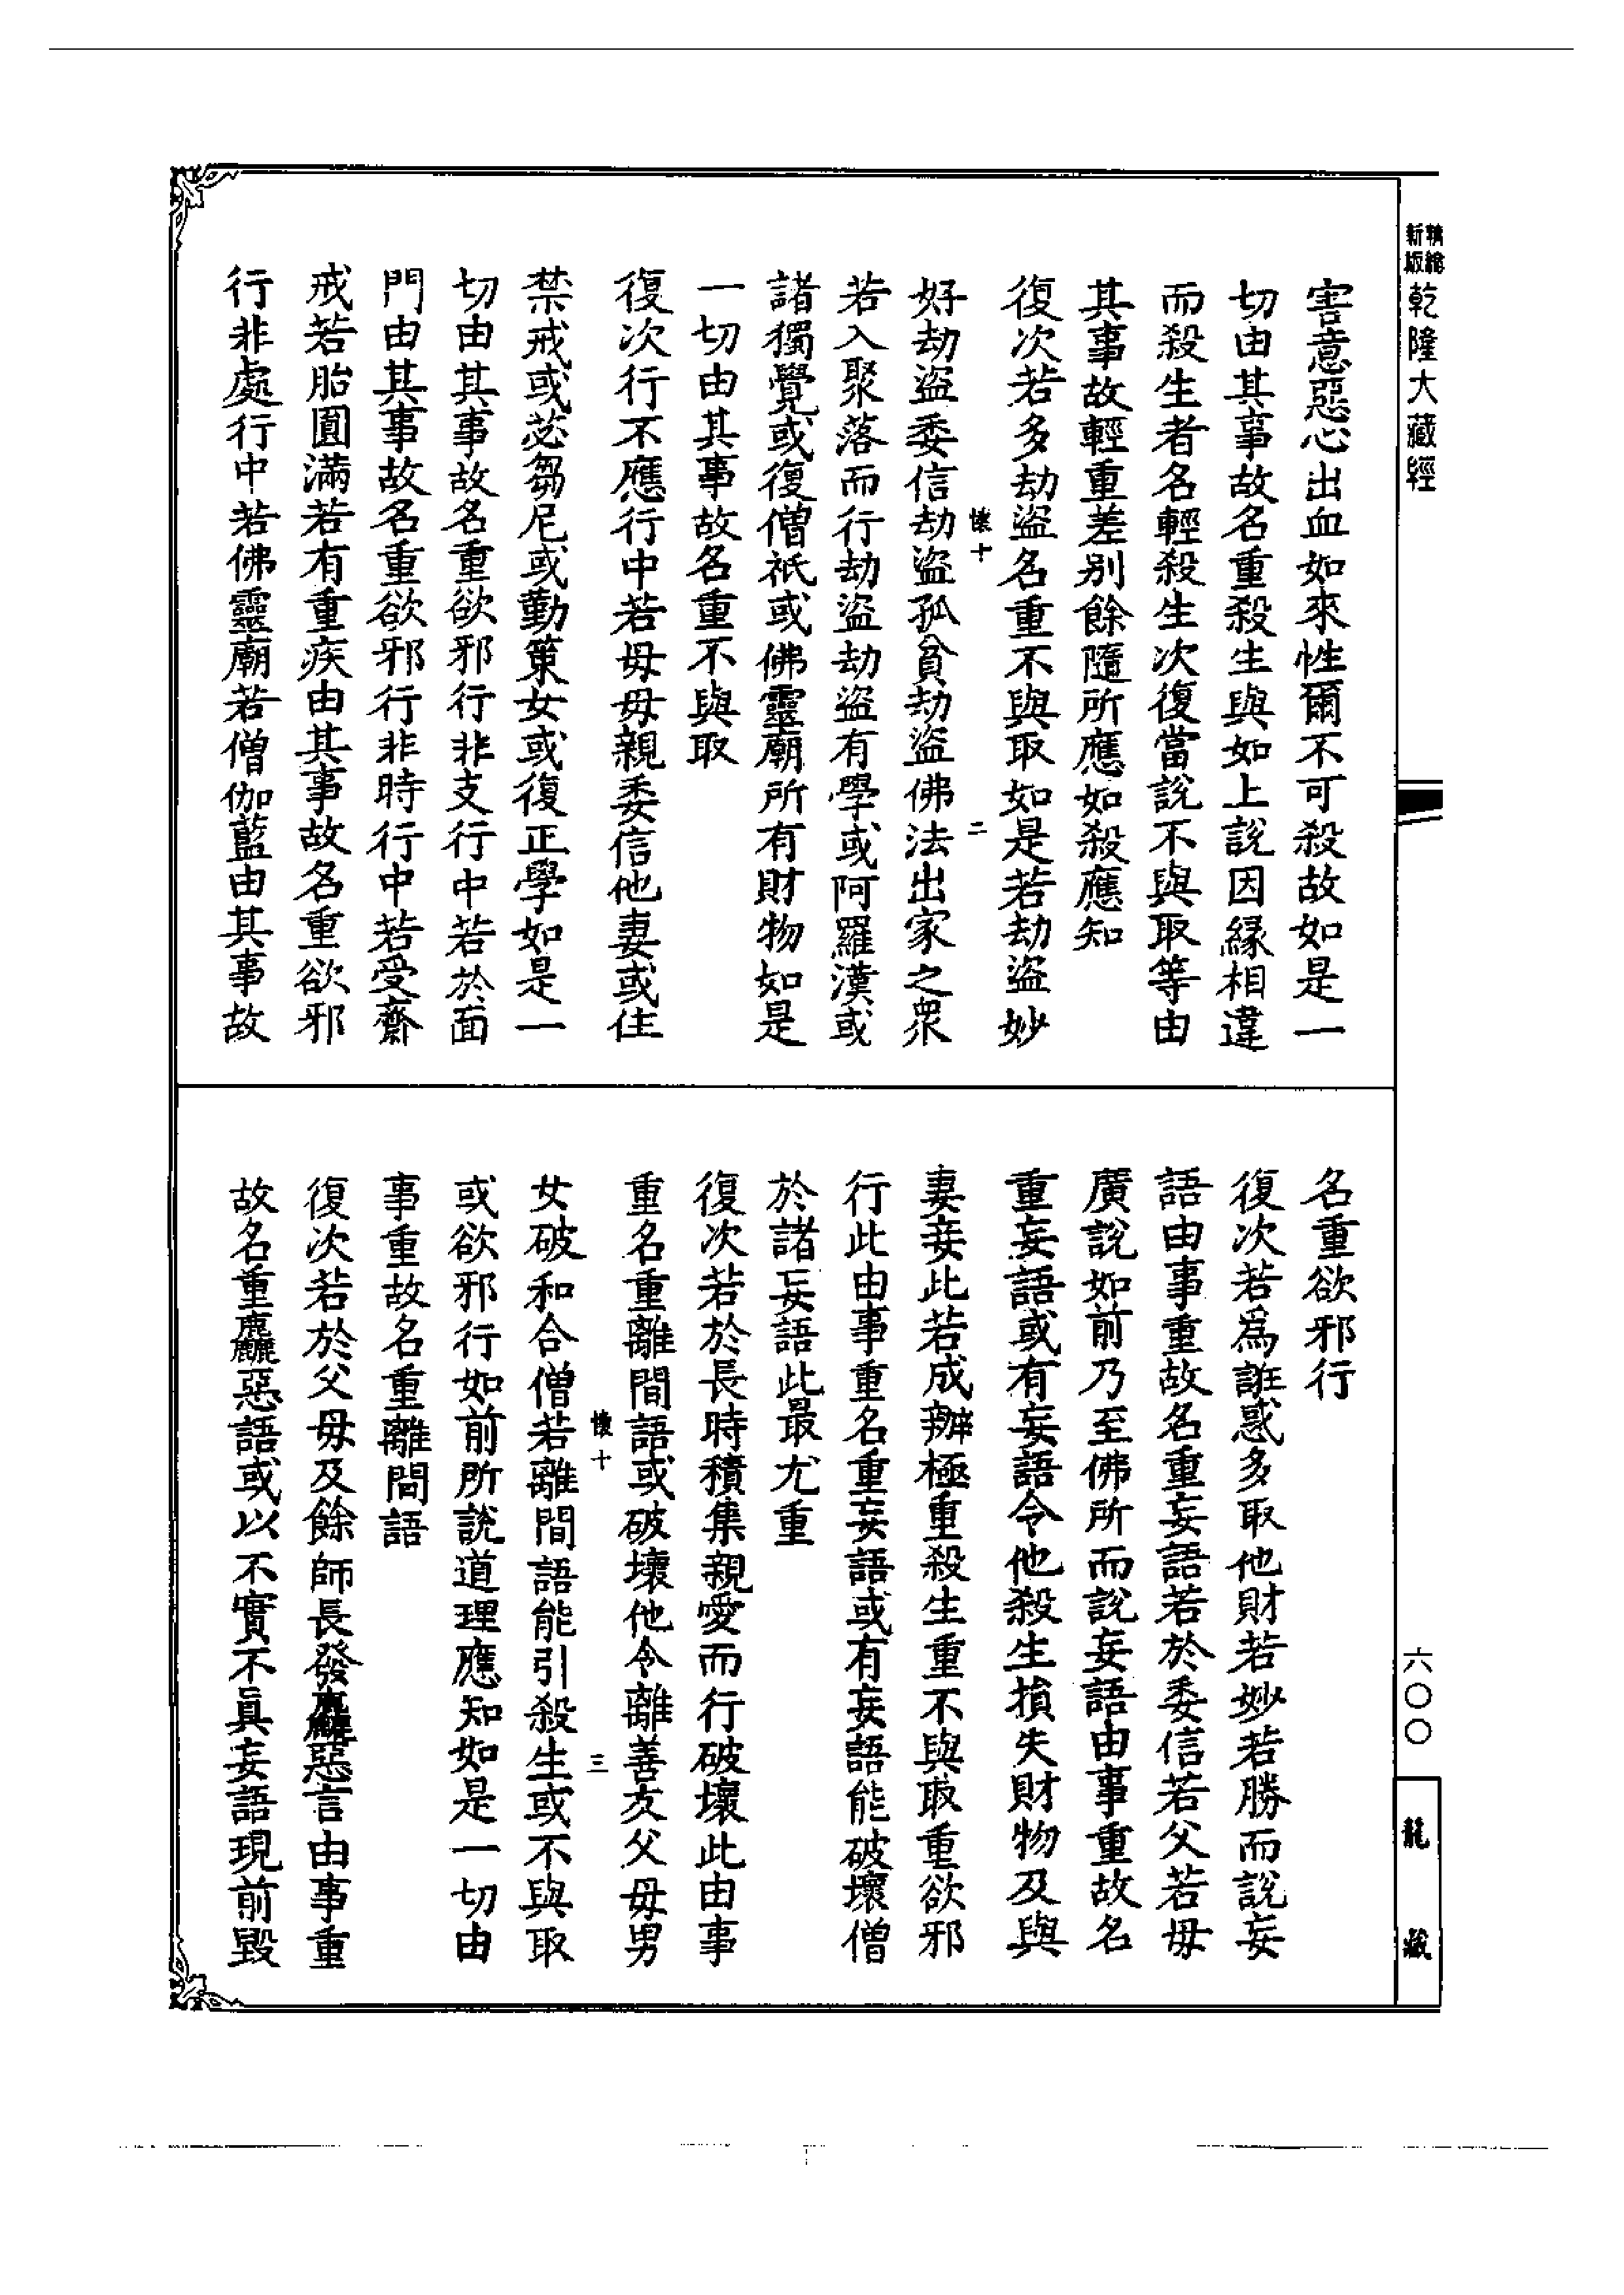 新版
精繪
乾隆大藏經
害意惡心出血如來性爾不可殺故如是一
切由其事故名重殺生與如上說因緣相違
而殺生者名輕殺生次復當說不與取等由
其事故輕重差別餘隨所應如殺應知
復次若多劫盜名重不與取如是若劫盜妙
懷十 二
好劫盜委信劫盜孤貧劫盜佛法出家之眾
若入聚落而行劫盜劫盜有學或阿羅漢或
諸獨覺或復僧祇或佛靈廟所有財物如是
一切由其事故名重不與取
復次行不應行中若母母親委信他妻或住
禁戒或苾芻尼或勤策女或復正學如是一
切由其事故名重欲邪行非支行中若於面
門由其事故名重欲邪行非時行中若受齋
戒若胎圓滿若有重疾由其事故名重欲邪
行非處行中若佛靈廟若僧伽藍由其事故
名重欲邪行
復次若為誑惑多取他財若妙若勝而說妄
語由事重故名重妄語若於委信若父若母
廣說如前乃至佛所而說妄語由事重故名
重妄語或有妄語令他殺生損失財物及與
妻妾此若成辦極重殺生重不與取重欲邪
行此由事重名重妄語或有妄語能破壞僧
於諸妄語此最尤重
復次若於長時積集親愛而行破壞此由事
重名重離間語或破壞他令離善友父母男
懷十 三
女破和合僧若離間語能引殺生或不與取
或欲邪行如前所說道理應知如是一切由
事重故名重離間語
復次若於父母及餘師長發麤惡言由事重
故名重麤惡語或以不實不真妄語現前毀
六〇〇
龍藏